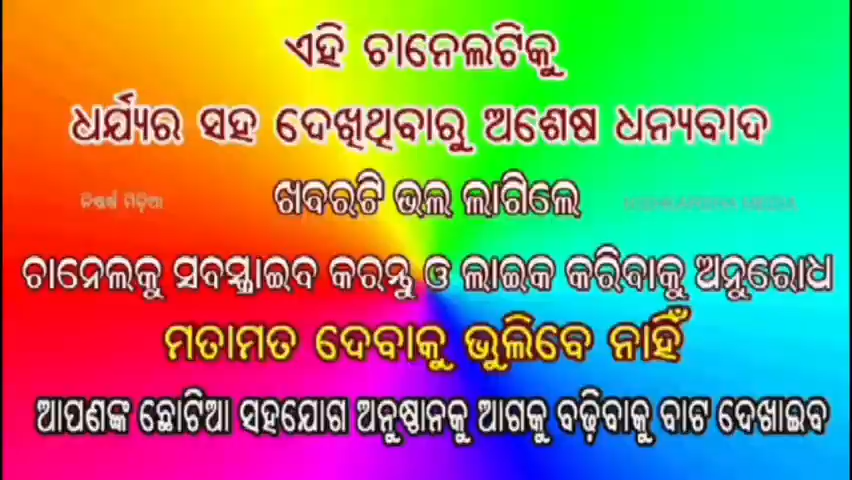 ଏହି ଚାନେଲଟିକୁ
ଧର୍ଯ୍ୟର ସହ ଦେଖିଥିବାରୁ ଅଶେଷ ଧନ୍ୟବାଦ
ଖବରଟି ଭଲ ଲାଗିଲେ
ଚାନେଲକୁ ସବସ୍କ୍ରାଇବ କରନ୍ତୁ ଓ ଲାଇକ କରିବାକୁ ଅନୁରୋଧ
ମତାମତ ଦେବାକୁ ଭୁଲିବେ ନାହିଁ
ଆପଣଙ୍କ ଛୋଟିଆ ସହଯୋଗ ଅନୁଷ୍ଠାନକୁ ଆଗକୁ ବଢ଼ିବାକୁ ବାଟ ଦେଖାଇବ